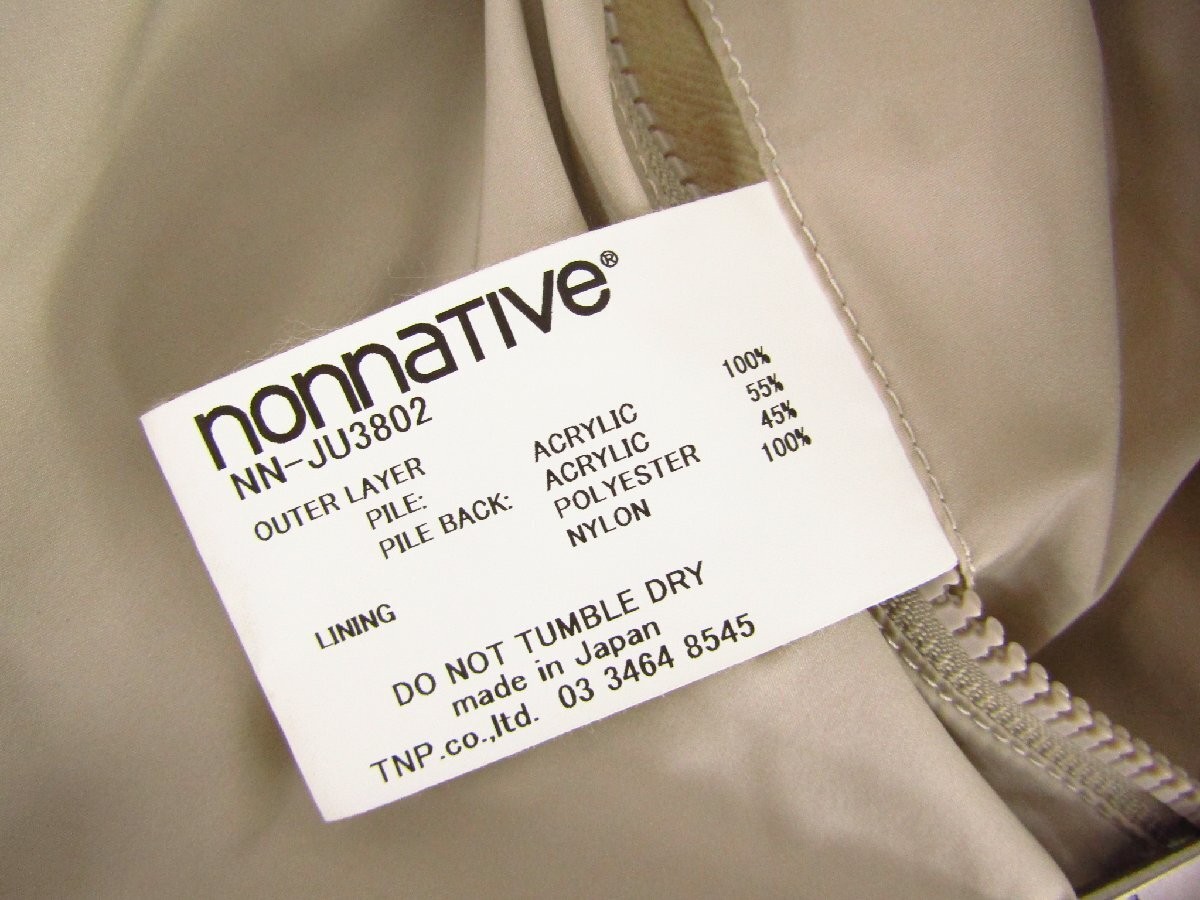 nonnaTIVe®
NN-JU3802
OUTER LAYER
PILE: ACRYLIC 100%
PILE BACK: ACRYLIC 55%
POLYESTER 45%
LINING NYLON 100%
DO NOT TUMBLE DRY
made in Japan
TNP.co.,ltd. 03 3464 8545